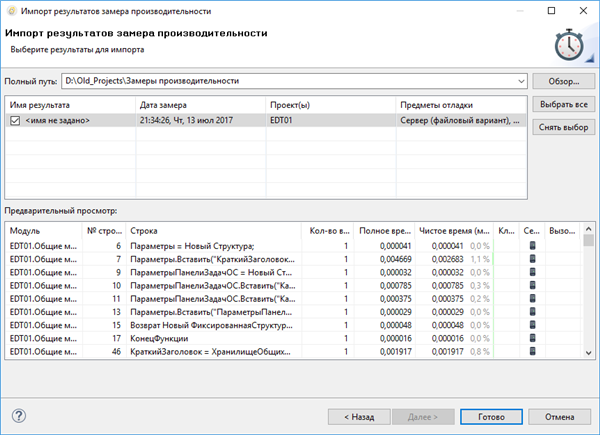 Импорт результатов замера производительности
Импорт результатов замера производительности
Выберите результаты для импорта
Полный путь: D:\Old_Projects\Замеры производительности Обзор...
Имя результата Дата замера Проект(ы) Предметы отладки Выбрать все
<имя не задано> 21:34:26, Чт, 13 июл 2017 EDT01 Сервер (файловый вариант), ...
Снять выбор
Предварительный просмотр:
Модуль № стро... Строка Кол-во в... Полное вре... Чистое время (м... Кл... Се... Вызо...
EDT01.Общие м... 6 Параметры = Новый Структура; 1 0,000041 0,000041 0,0 %
EDT01.Общие м... 7 Параметры.Вставить("КраткийЗаголовок... 1 0,004669 0,002683 1,1 %
EDT01.Общие м... 9 ПараметрыПанелиЗадачОС = Новый Ст... 1 0,000032 0,000032 0,0 %
EDT01.Общие м... 10 ПараметрыПанелиЗадачОС.Вставить("Ка... 1 0,000785 0,000785 0,3 %
EDT01.Общие м... 11 ПараметрыПанелиЗадачОС.Вставить("Ка... 1 0,000375 0,000375 0,2 %
EDT01.Общие м... 13 Параметры.Вставить("ПараметрыПанел... 1 0,000029 0,000029 0,0 %
EDT01.Общие м... 15 Возврат Новый ФиксированнаяСтруктур... 1 0,000048 0,000048 0,0 %
EDT01.Общие м... 17 КонецФункции 1 0,000016 0,000016 0,0 %
EDT01.Общие м... 46 КраткийЗаголовок = ХранилищеОбщих... 1 0,001917 0,001917 0,8 %
? < Назад Далее > Готово Отмена